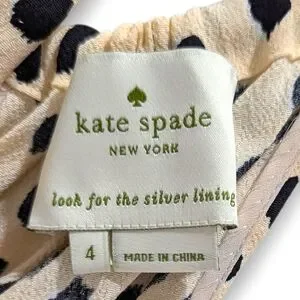 kate spade
NEW YORK
look for the silver lining
4
MADE IN CHINA